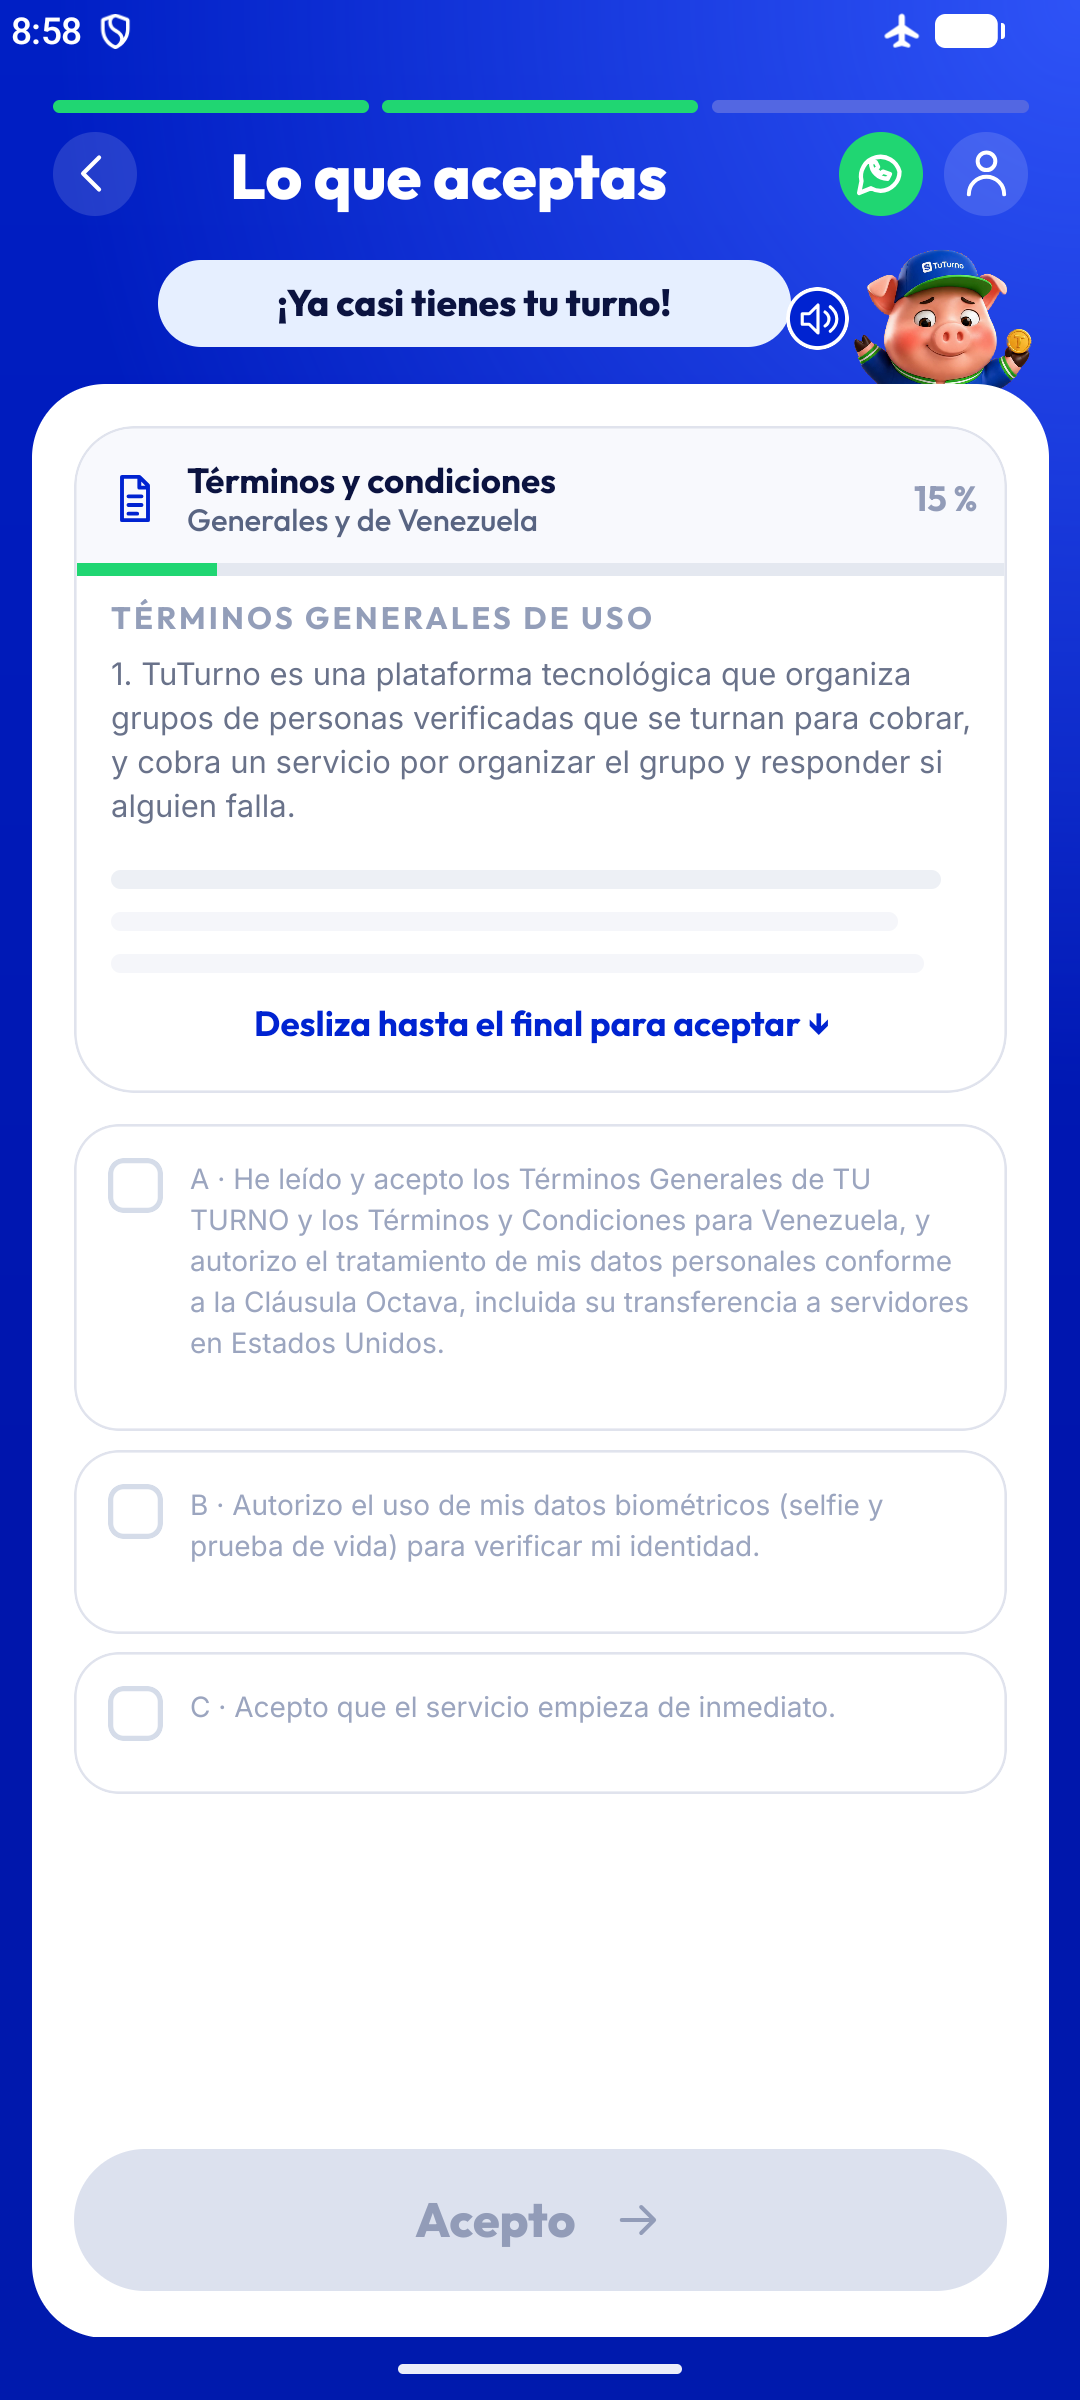 8:58
Lo que aceptas
¡Ya casi tienes tu turno!
TuTurno
Términos y condiciones
Generales y de Venezuela
15 %
TÉRMINOS GENERALES DE USO
1. TuTurno es una plataforma tecnológica que organiza
grupos de personas verificadas que se turnan para cobrar,
y cobra un servicio por organizar el grupo y responder si
alguien falla.
Desliza hasta el final para aceptar ↓
A · He leído y acepto los Términos Generales de TU
TURNO y los Términos y Condiciones para Venezuela, y
autorizo el tratamiento de mis datos personales conforme
a la Cláusula Octava, incluida su transferencia a servidores
en Estados Unidos.
B · Autorizo el uso de mis datos biométricos (selfie y
prueba de vida) para verificar mi identidad.
C · Acepto que el servicio empieza de inmediato.
Acepto →